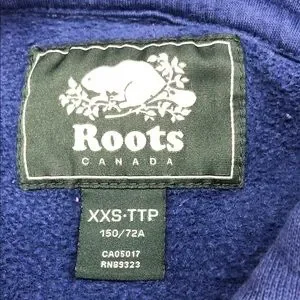 Roots
CANADA
XXS·TTP
150/72A
CA05017
RN89323